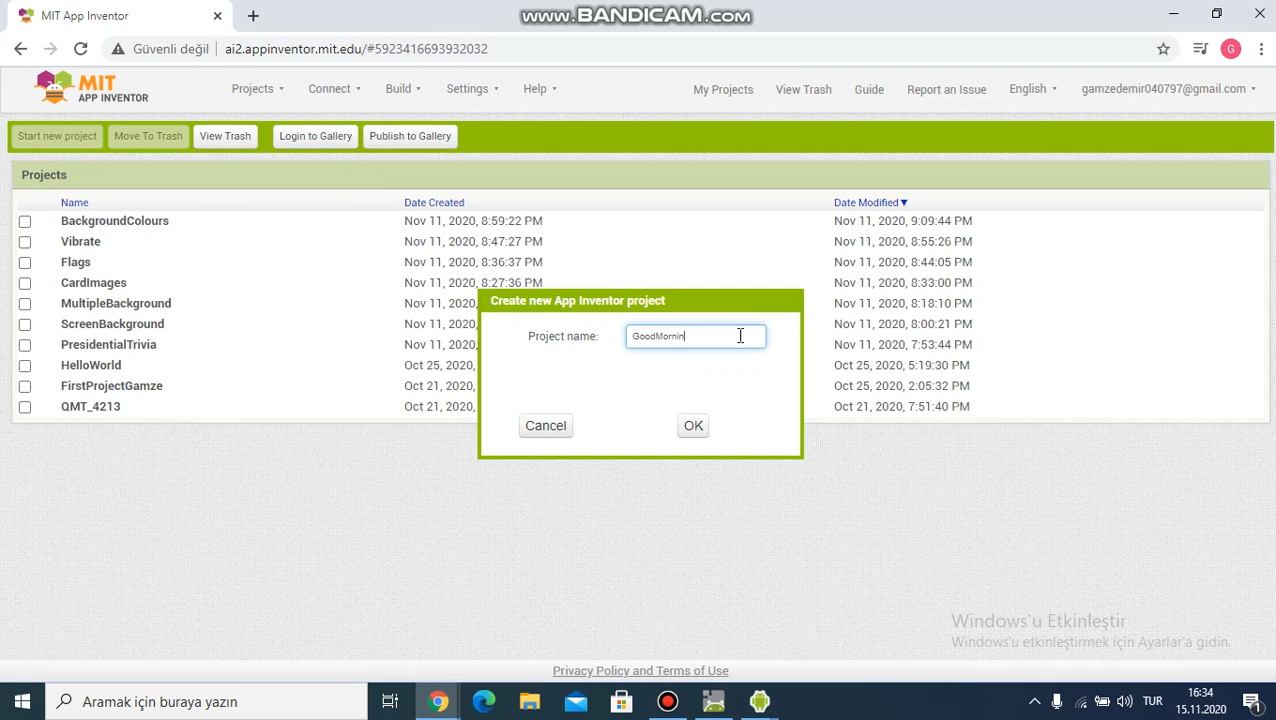 MIT App Inventor
www.BANDICAM.com
Güvenli değil
ai2.appinventor.mit.edu/#5923416693932032
G
MIT
APP INVENTOR
Projects
Connect
Build
Settings
Help
My Projects
View Trash
Guide
Report an Issue
English
gamzedemir040797@gmail.com
Start new project
Move To Trash
View Trash
Login to Gallery
Publish to Gallery
Projects
Name Date Created Date Modified
BackgroundColours Nov 11, 2020, 8:59:22 PM Nov 11, 2020, 9:09:44 PM
Vibrate Nov 11, 2020, 8:47:27 PM Nov 11, 2020, 8:55:26 PM
Flags Nov 11, 2020, 8:36:37 PM Nov 11, 2020, 8:44:05 PM
CardImages Nov 11, 2020, 8:27:36 PM Nov 11, 2020, 8:33:00 PM
MultipleBackground Nov 11, 2020, Nov 11, 2020, 8:18:10 PM
ScreenBackground Nov 11, 2020, Nov 11, 2020, 8:00:21 PM
PresidentialTrivia Nov 11, 2020, Nov 11, 2020, 7:53:44 PM
HelloWorld Oct 25, 2020, Oct 25, 2020, 5:19:30 PM
FirstProjectGamze Oct 21, 2020, Oct 25, 2020, 2:05:32 PM
QMT_4213 Oct 21, 2020, Oct 21, 2020, 7:51:40 PM
Create new App Inventor project
Project name: GoodMornin
Cancel
OK
Windows'u Etkinleştir
Windows'u etkinleştirmek için Ayarlar'a gidin.
Privacy Policy and Terms of Use
Aramak için buraya yazın
TUR
16:34
15.11.2020
1